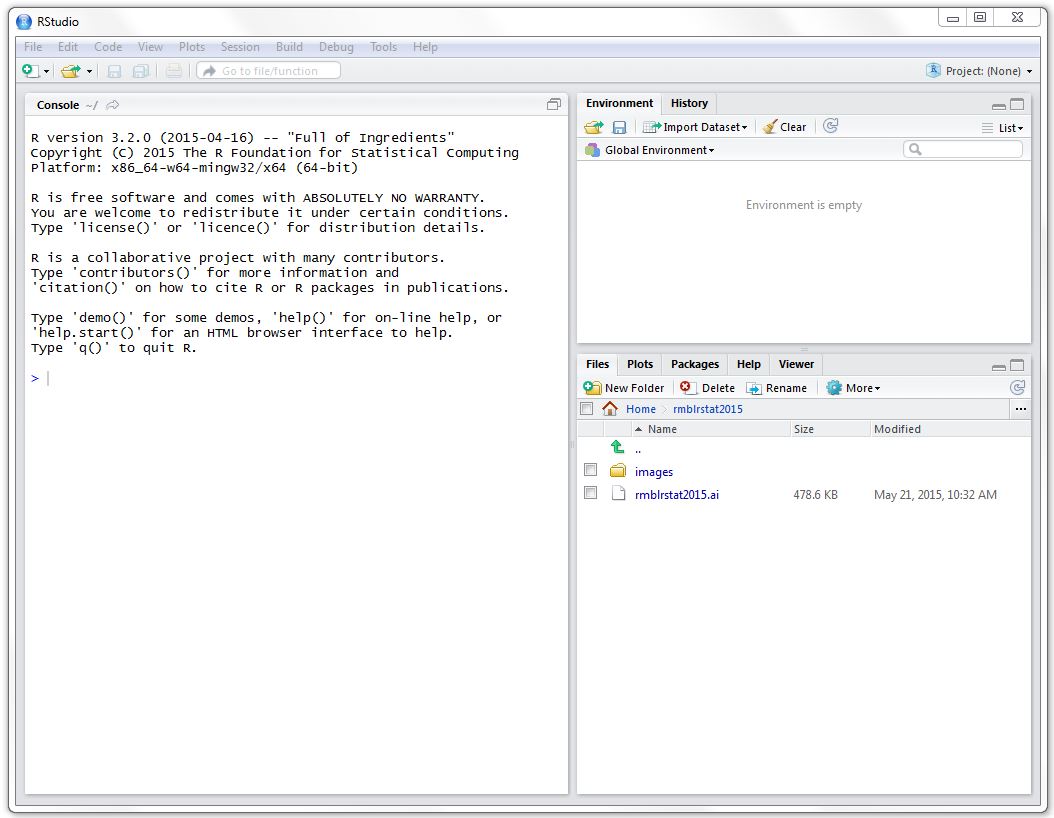 RStudio
File Edit Code View Plots Session Build Debug Tools Help
Go to file/function
Project: (None)
Console ~/
R version 3.2.0 (2015-04-16) -- "Full of Ingredients"
Copyright (C) 2015 The R Foundation for Statistical Computing
Platform: x86_64-w64-mingw32/x64 (64-bit)
R is free software and comes with ABSOLUTELY NO WARRANTY.
You are welcome to redistribute it under certain conditions.
Type 'license()' or 'licence()' for distribution details.
R is a collaborative project with many contributors.
Type 'contributors()' for more information and
'citation()' on how to cite R or R packages in publications.
Type 'demo()' for some demos, 'help()' for on-line help, or
'help.start()' for an HTML browser interface to help.
Type 'q()' to quit R.
>
Environment History
Import Dataset Clear List
Global Environment
Environment is empty
Files Plots Packages Help Viewer
New Folder Delete Rename More
Home rmblrstat2015 ...
Name Size Modified
..
images
rmblrstat2015.ai 478.6 KB May 21, 2015, 10:32 AM